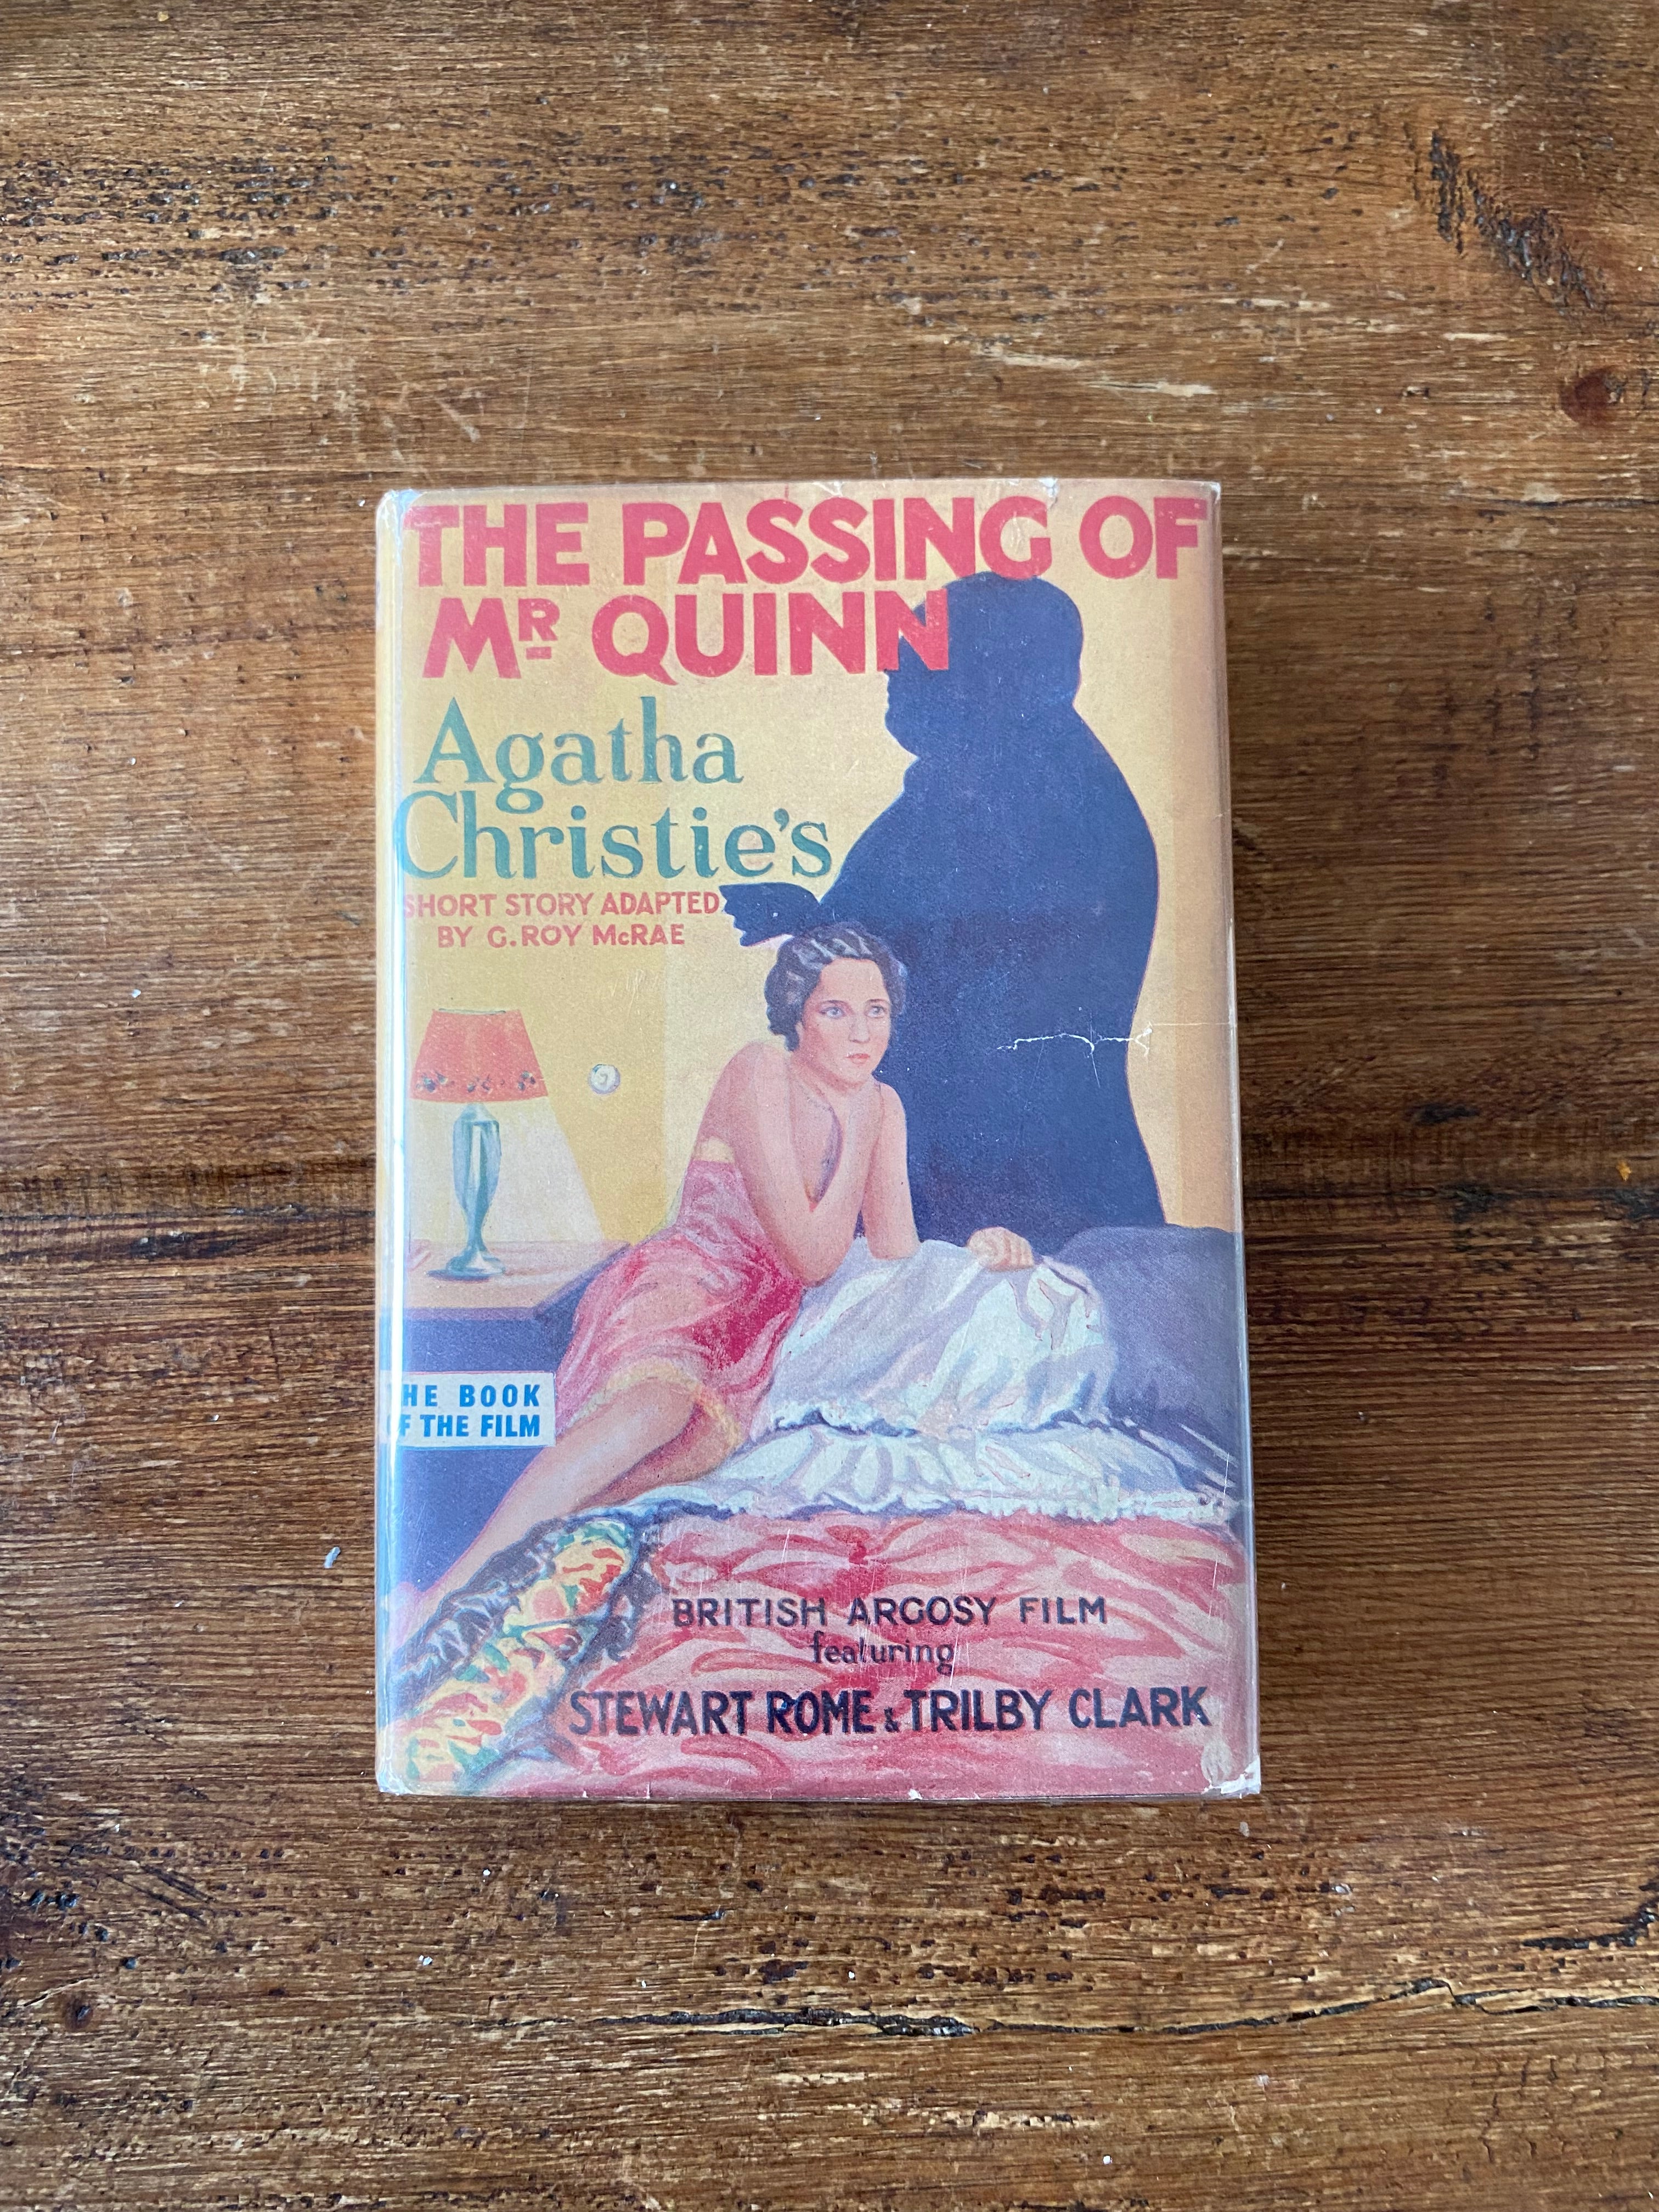 THE PASSING OF
MR QUINN
Agatha
Christie's
SHORT STORY ADAPTED
BY G. ROY McRAE
HE BOOK
F THE FILM
BRITISH ARGOSY FILM
featuring
STEWART ROME & TRILBY CLARK